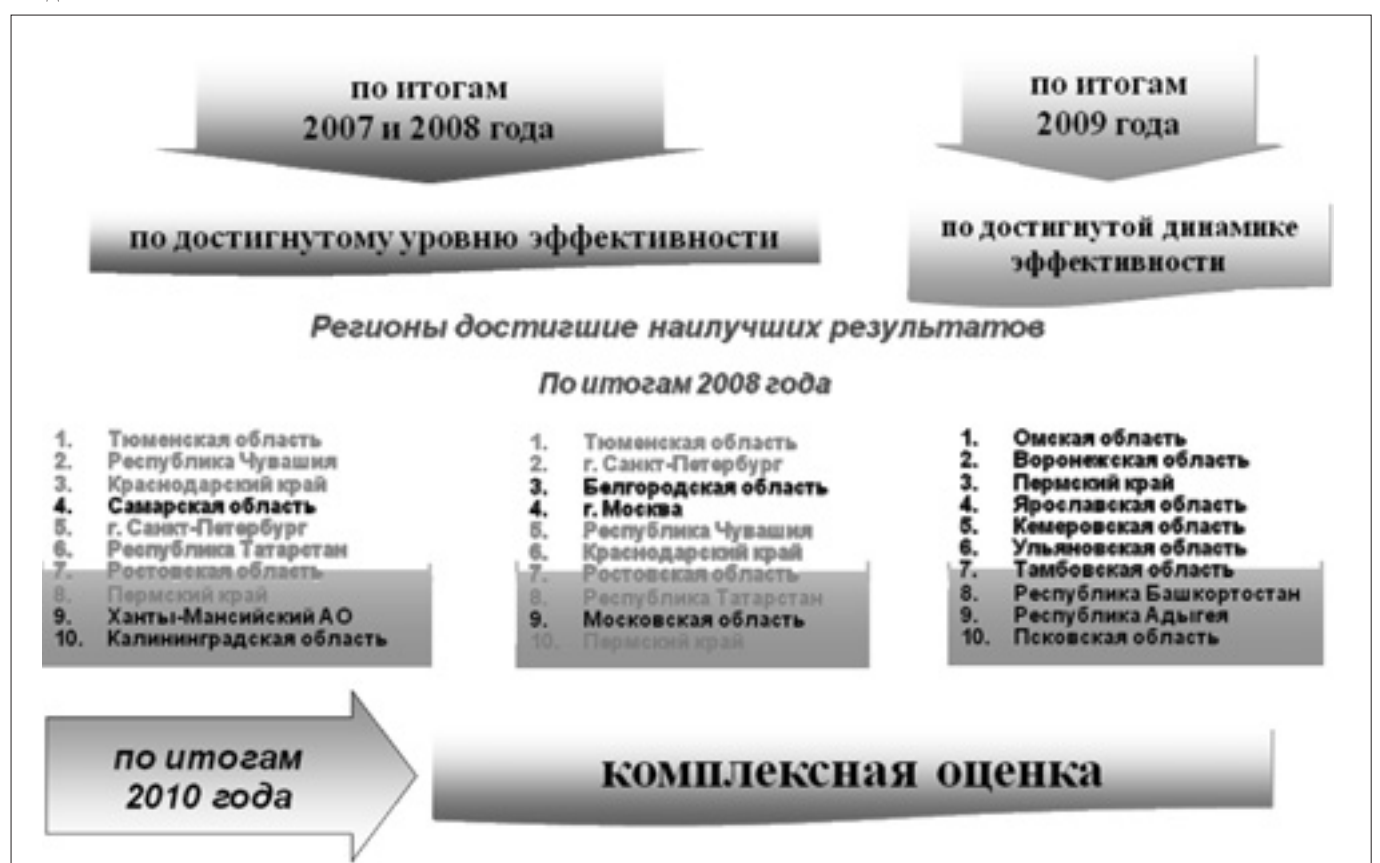 по итогам
2007 и 2008 года
по итогам
2009 года
по достигнутому уровню эффективности
по достигнутой динамике
эффективности
Регионы достигшие наилучших результатов
По итогам 2008 года
1. Тюменская область
2. Республика Чувашия
3. Краснодарский край
4. Самарская область
5. г. Санкт-Петербург
6. Республика Татарстан
7. Ростовская область
8. Пермский край
9. Ханты-Мансийский АО
10. Калининградская область
1. Тюменская область
2. г. Санкт-Петербург
3. Белгородская область
4. г. Москва
5. Республика Чувашия
6. Краснодарский край
7. Ростовская область
8. Республика Татарстан
9. Московская область
10. Пермский край
1. Омская область
2. Воронежская область
3. Пермский край
4. Ярославская область
5. Кемеровская область
6. Ульяновская область
7. Тамбовская область
8. Республика Башкортостан
9. Республика Адыгея
10. Псковская область
по итогам
2010 года
комплексная оценка